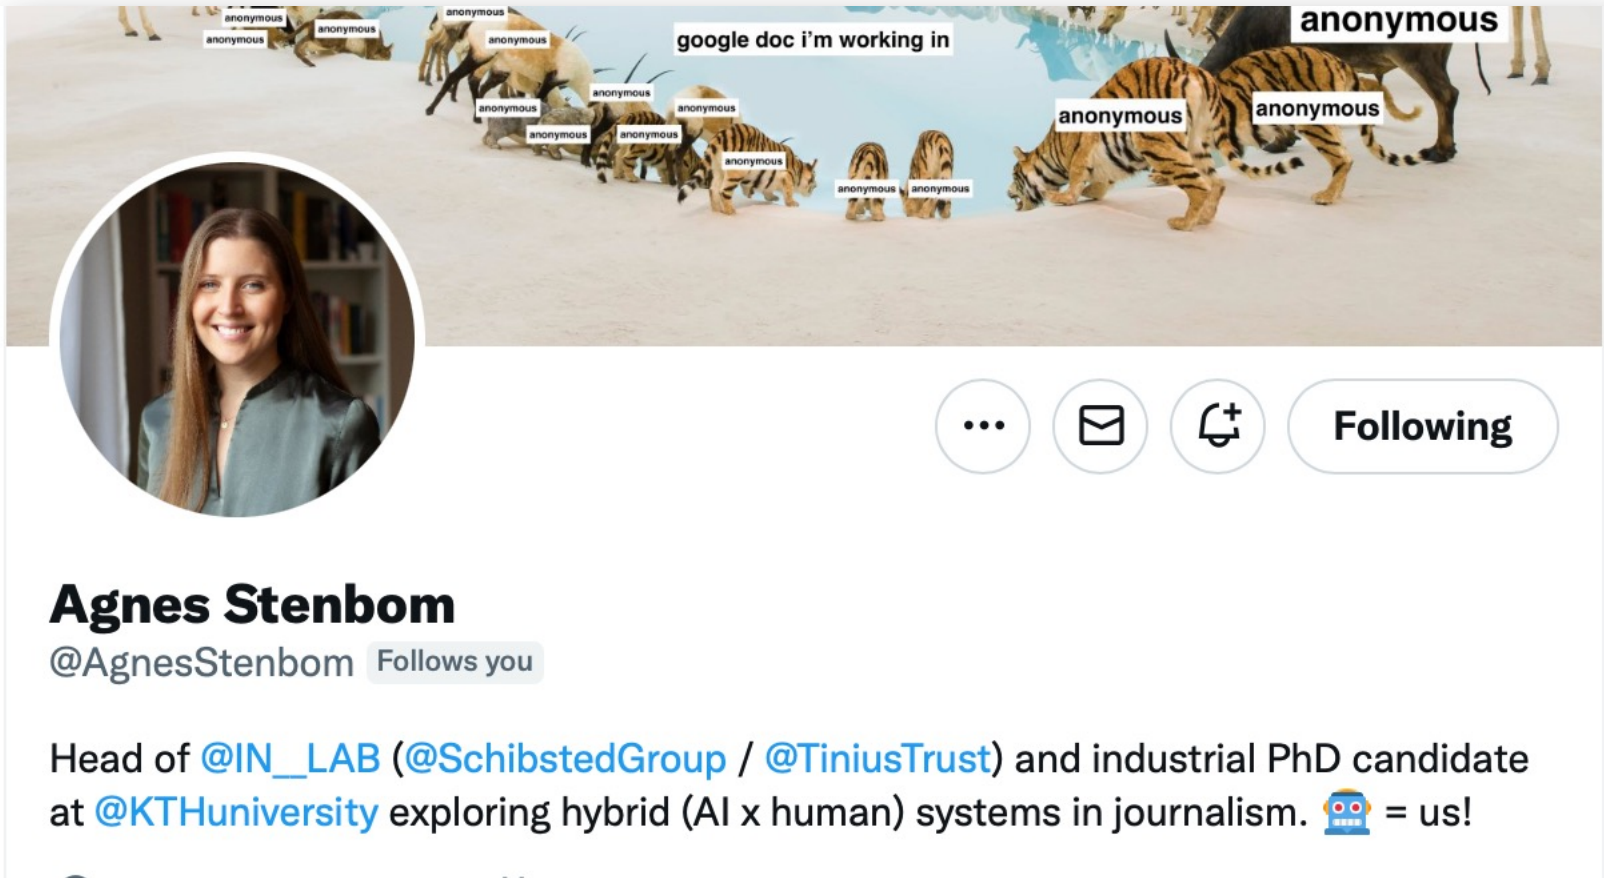 anonymous
anonymous
anonymous
anonymous
anonymous
google doc i'm working in
anonymous
anonymous
anonymous
anonymous
anonymous
anonymous
anonymous
anonymous
anonymous
anonymous
anonymous
Following
Agnes Stenbom
@AgnesStenbom Follows you
Head of @IN__LAB (@SchibstedGroup / @TiniusTrust) and industrial PhD candidate
at @KTHuniversity exploring hybrid (AI x human) systems in journalism. 🤖 = us!